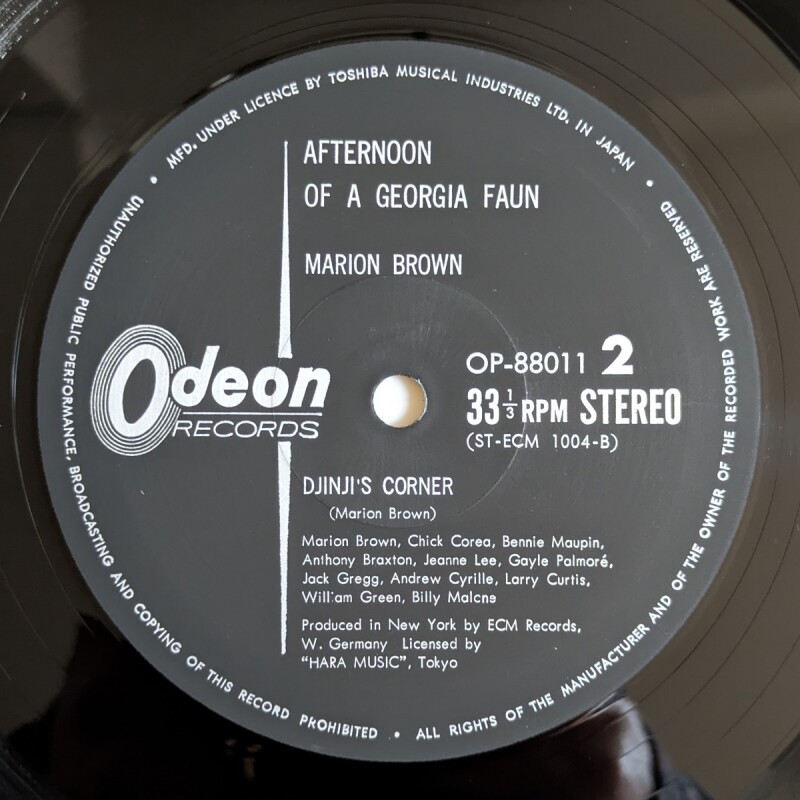 MFD. UNDER LICENCE BY TOSHIBA MUSICAL INDUSTRIES LTD. IN JAPAN
AFTERNOON
OF A GEORGIA FAUN
MARION BROWN
Odeon
RECORDS
OP-88011 2
33 1/3 RPM STEREO
(ST-ECM 1004-B)
DJINJI'S CORNER
(Marion Brown)
Marion Brown, Chick Corea, Bennie Maupin,
Anthony Braxton, Jeanne Lee, Gayle Palmoré,
Jack Gregg, Andrew Cyrille, Larry Curtis,
William Green, Billy Malcne
Produced in New York by ECM Records,
W. Germany Licensed by
"HARA MUSIC", Tokyo
UNAUTHORIZED PUBLIC PERFORMANCE, BROADCASTING AND COPYING OF THIS RECORD PROHIBITED • ALL RIGHTS OF THE MANUFACTURER AND OF THE OWNER OF THE RECORDED WORK ARE RESERVED •